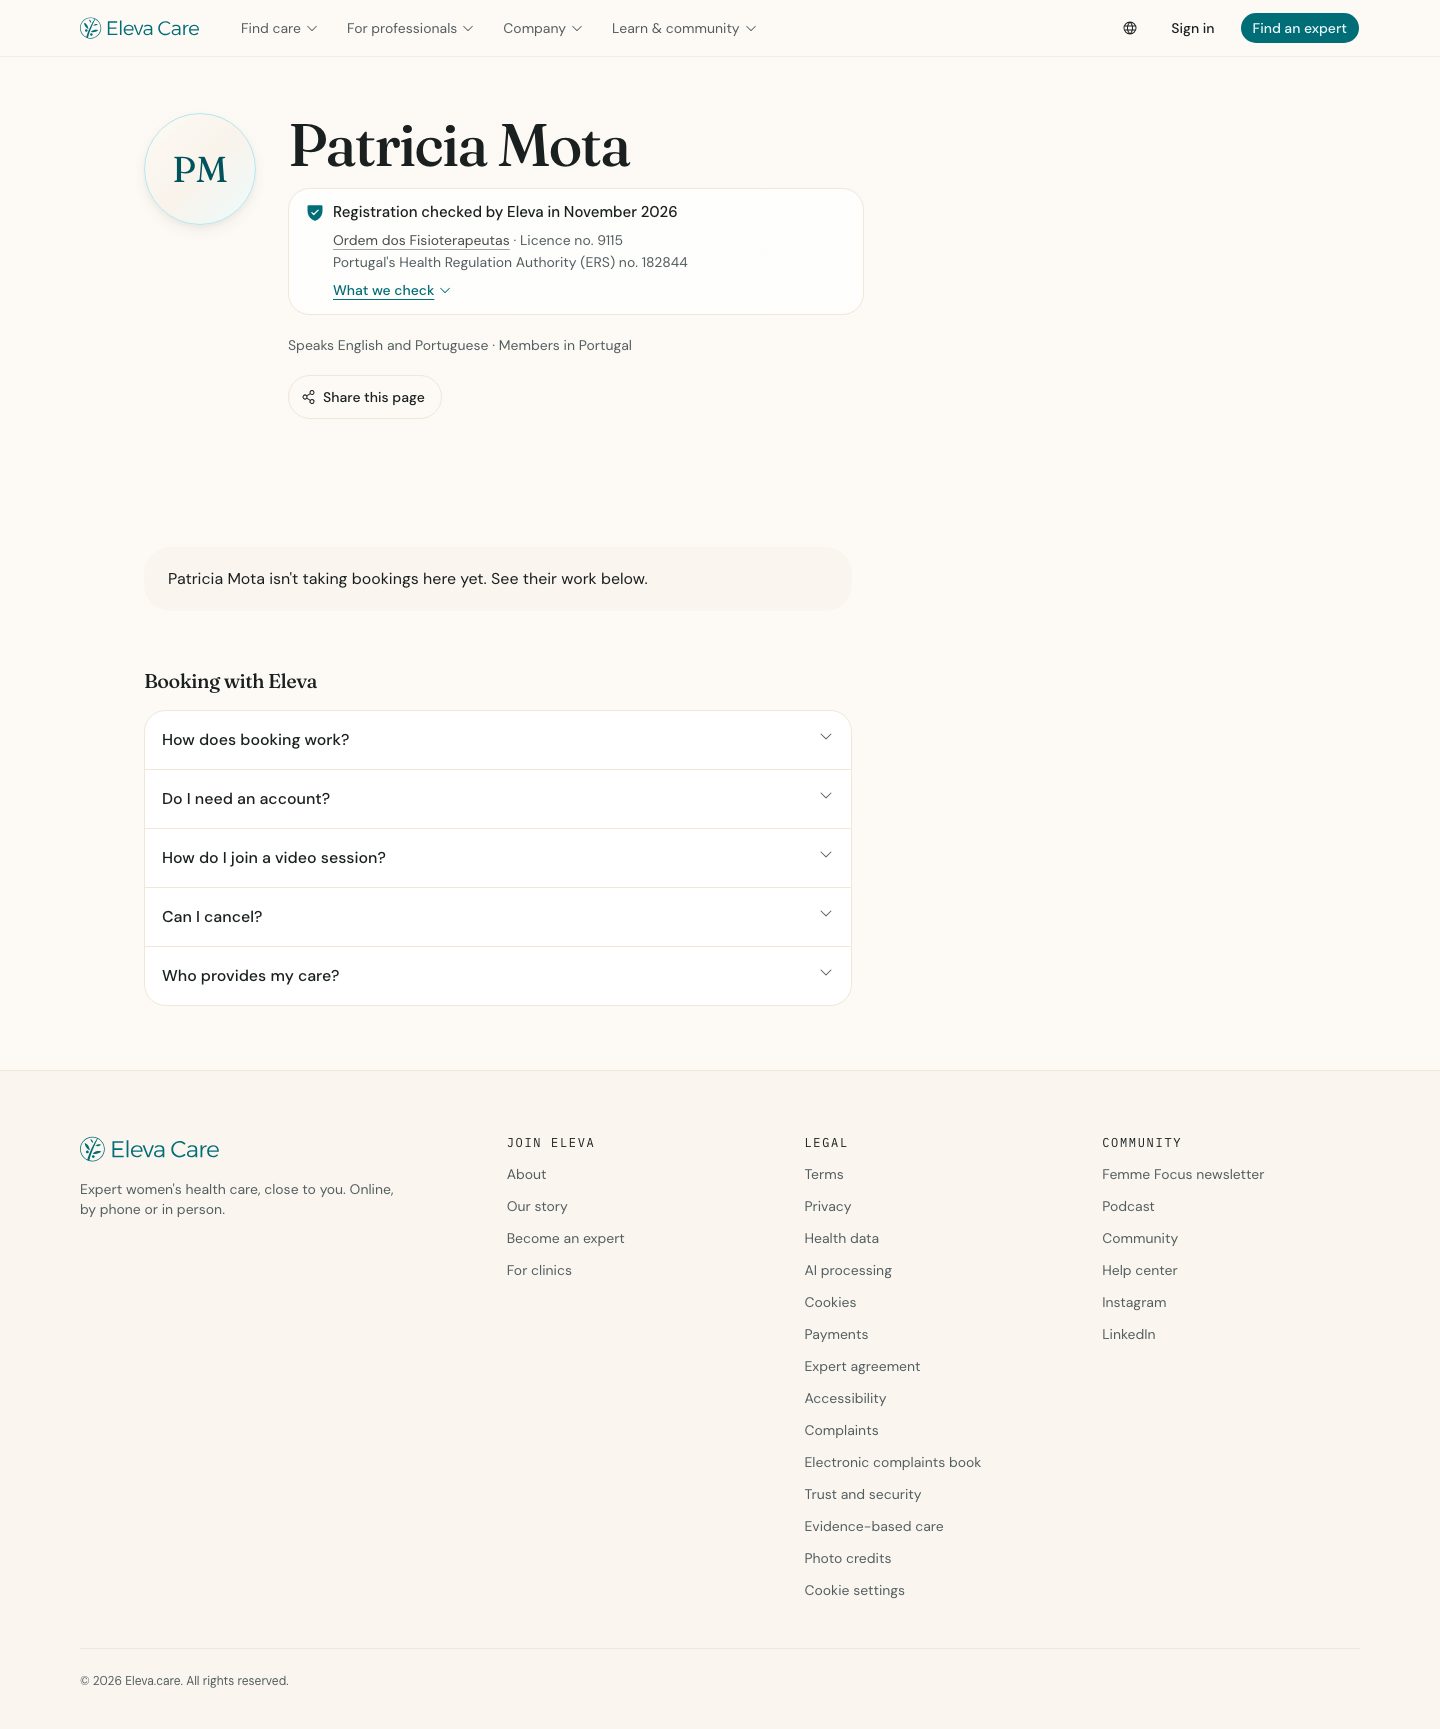 Eleva Care
Find care
For professionals
Company
Learn & community
Sign in
Find an expert
PM
Patricia Mota
Registration checked by Eleva in November 2026
Ordem dos Fisioterapeutas · Licence no. 9115
Portugal's Health Regulation Authority (ERS) no. 182844
What we check
Speaks English and Portuguese · Members in Portugal
Share this page
Patricia Mota isn't taking bookings here yet. See their work below.
Booking with Eleva
How does booking work?
Do I need an account?
How do I join a video session?
Can I cancel?
Who provides my care?
Eleva Care
Expert women's health care, close to you. Online,
by phone or in person.
JOIN ELEVA
About
Our story
Become an expert
For clinics
LEGAL
Terms
Privacy
Health data
AI processing
Cookies
Payments
Expert agreement
Accessibility
Complaints
Electronic complaints book
Trust and security
Evidence-based care
Photo credits
Cookie settings
COMMUNITY
Femme Focus newsletter
Podcast
Community
Help center
Instagram
LinkedIn
© 2026 Eleva.care. All rights reserved.